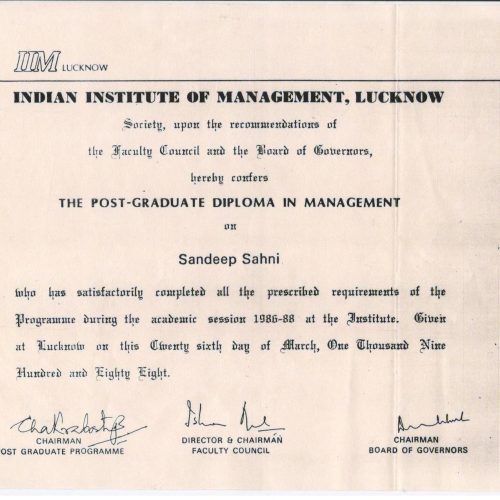 IIM LUCKNOW
INDIAN INSTITUTE OF MANAGEMENT, LUCKNOW
Society, upon the recommendations of
the Faculty Council and the Board of Governors,
hereby confers
THE POST-GRADUATE DIPLOMA IN MANAGEMENT
on
Sandeep Sahni
who has satisfactorily completed all the prescribed requirements of the
Programme during the academic session 1986-88 at the Institute. Given
at Lucknow on this Twenty sixth day of March, One Thousand Nine
Hundred and Eighty Eight.
CHAIRMAN
OST GRADUATE PROGRAMME
DIRECTOR & CHAIRMAN
FACULTY COUNCIL
CHAIRMAN
BOARD OF GOVERNORS